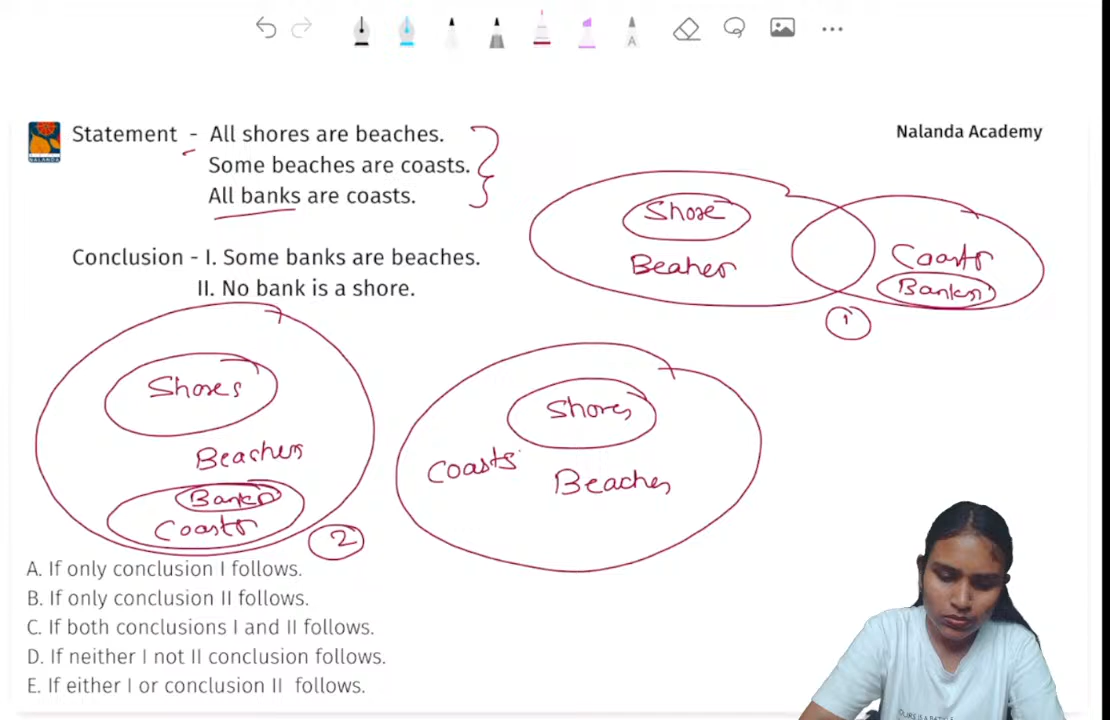 A
Statement - All shores are beaches.
Nalanda Academy
Some beaches are coasts.
All banks are coasts.
Conclusion - I. Some banks are beaches.
II. No bank is a shore.
Shore
Beaher
Coasts
Banks
1
Shores
Beachers
Banks
Coasts
2
Shores
Coasts
Beaches
A. If only conclusion I follows.
B. If only conclusion II follows.
C. If both conclusions I and II follows.
D. If neither I not II conclusion follows.
E. If either I or conclusion II follows.
NALANDA